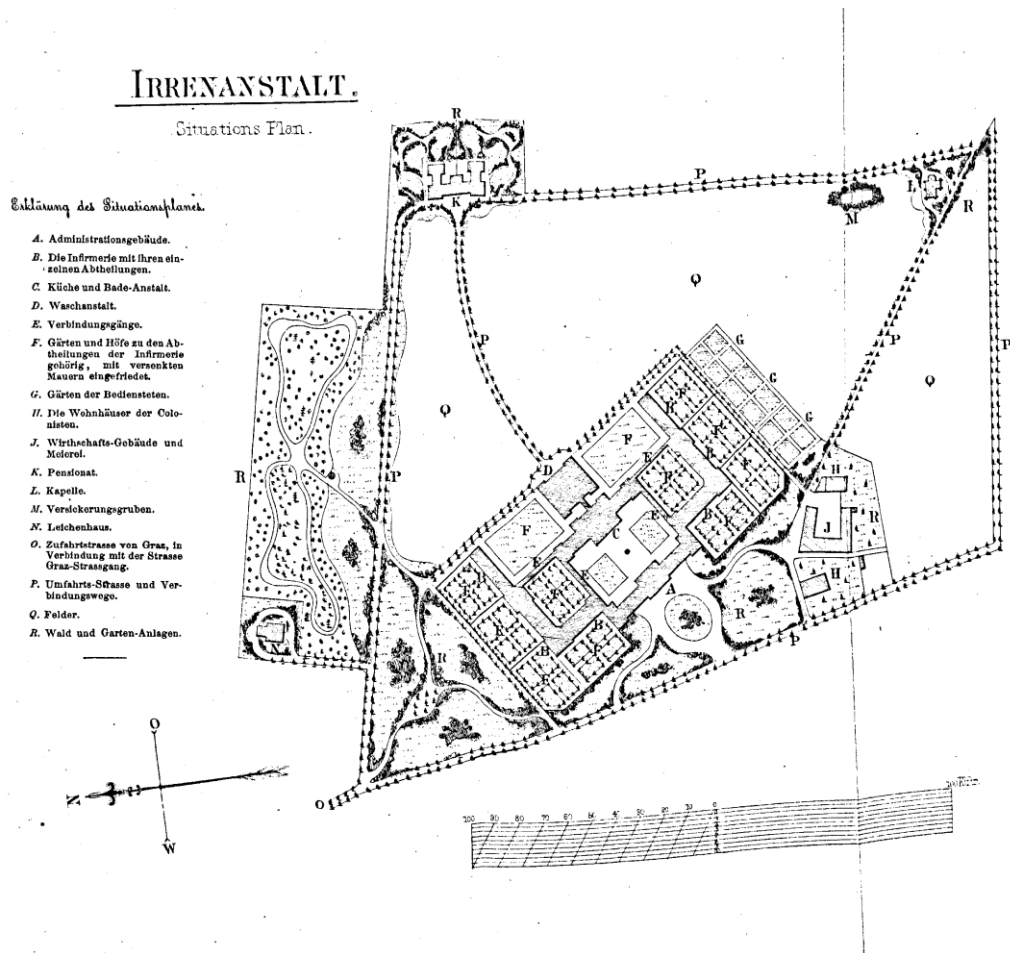 IRRENANSTALT.
Situations Plan.
Erklärung des Situationsplanes.
A. Administrationsgebäude.
B. Die Infirmerie mit ihren ein-
zelnen Abtheilungen.
C. Küche und Bade-Anstalt.
D. Waschanstalt.
E. Verbindungsgänge.
F. Gärten und Höfe zu den Ab-
theilungen der Infirmerie
gehörig, mit versenkten
Mauern eingefriedet.
G. Gärten der Bediensteten.
H. Die Wohnhäuser der Colo-
nisten.
J. Wirthschafts-Gebäude und
Meierei.
K. Pensionat.
L. Kapelle.
M. Versickerungsgruben.
N. Leichenhaus.
O. Zufahrtstrasse von Graz, in
Verbindung mit der Strasse
Graz-Strassgang.
P. Umfahrts-Strasse und Ver-
bindungswege.
Q. Felder.
R. Wald und Garten-Anlagen.
R
K
P
L
M
R
Q
P
G
P
P
Q
G
Q
F
B
F
G
R
P
D
F
E
F
B
F
H
F
E
C
B
F
J
R
E
E
B
F
F
H
A
R
F
B
N
R
B
F
F
P
O
O
N
W
100 90 80 70 60 50 40 30 20 10 0